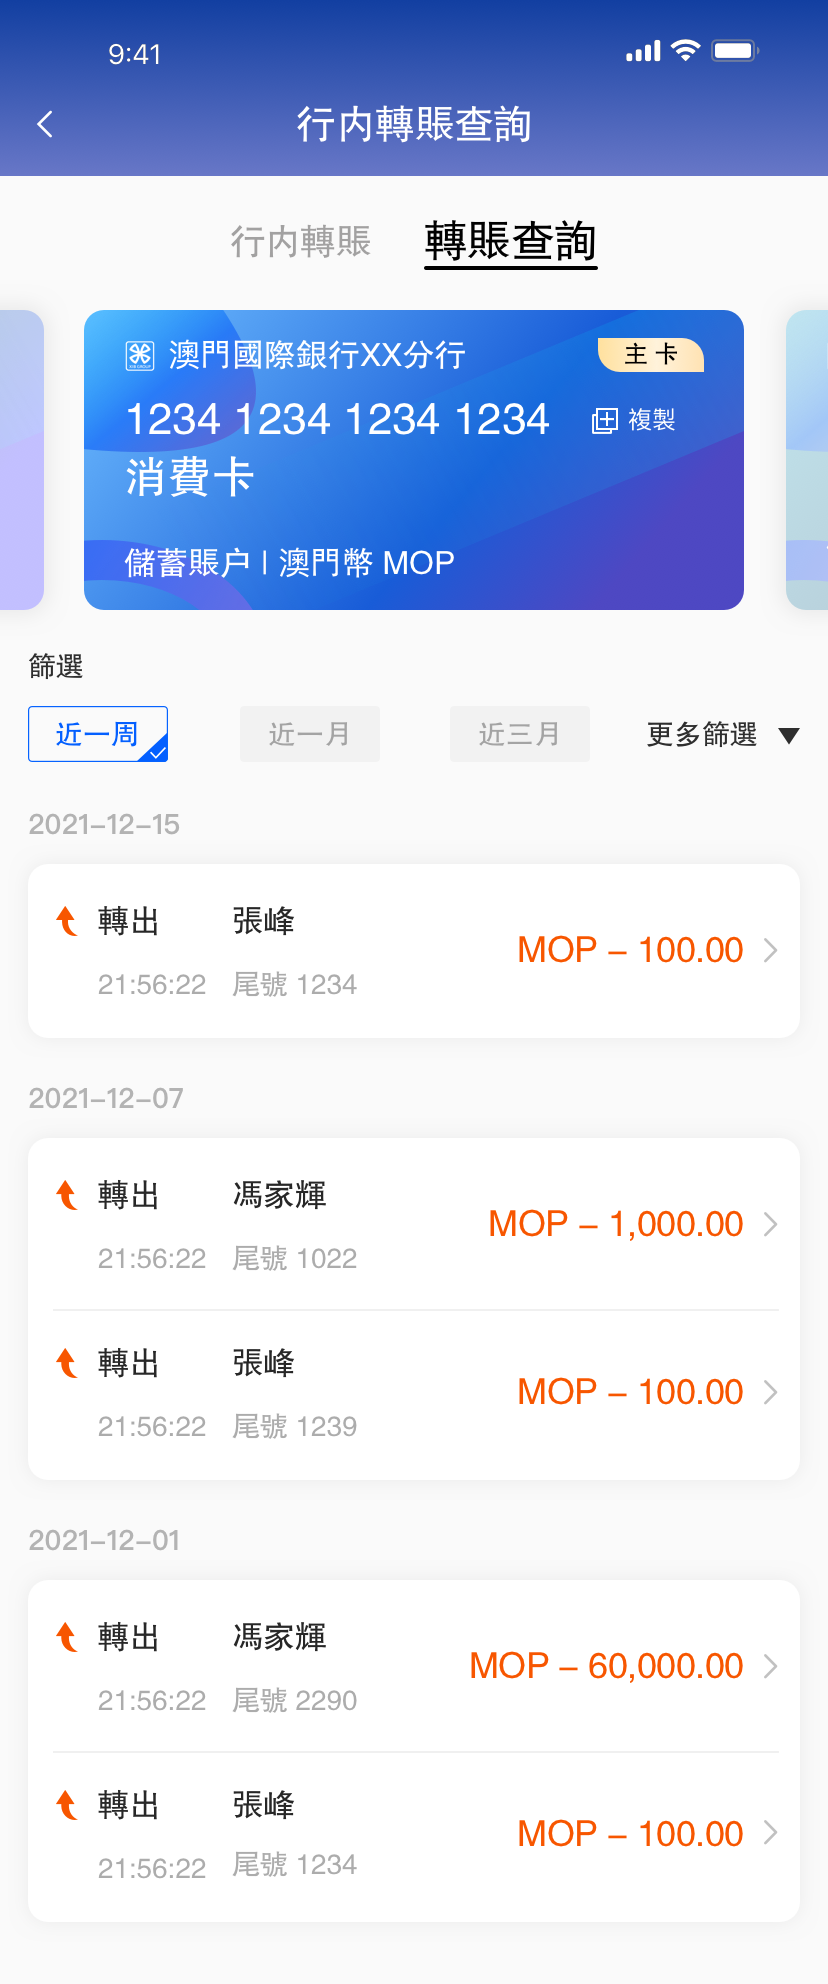 9:41
行内轉賬查詢
行内轉賬 轉賬查詢
澳門國際銀行XX分行 主卡
1234 1234 1234 1234 複製
消費卡
儲蓄賬户 | 澳門幣 MOP
篩選
近一周 近一月 近三月 更多篩選
2021-12-15
轉出 張峰
MOP – 100.00
21:56:22 尾號 1234
2021-12-07
轉出 馮家輝
MOP – 1,000.00
21:56:22 尾號 1022
轉出 張峰
MOP – 100.00
21:56:22 尾號 1239
2021-12-01
轉出 馮家輝
MOP – 60,000.00
21:56:22 尾號 2290
轉出 張峰
MOP – 100.00
21:56:22 尾號 1234